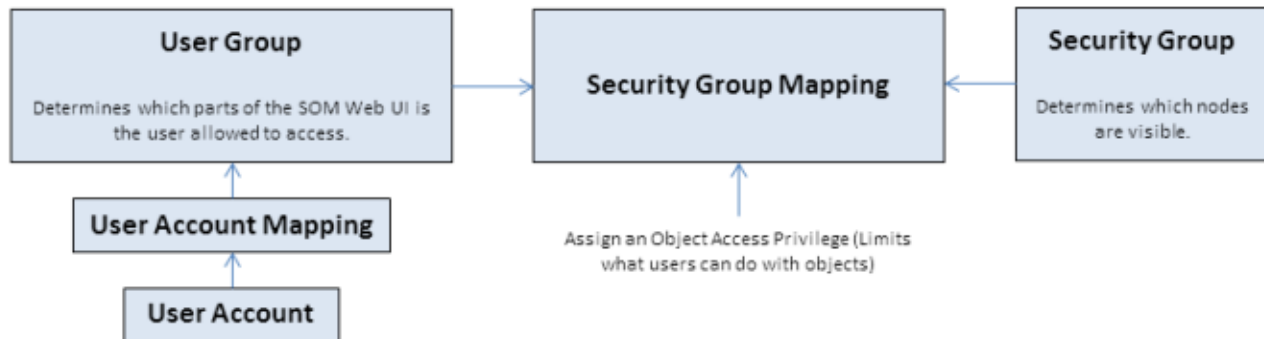 User Group
Determines which parts of the SOM Web UI is
the user allowed to access.
Security Group Mapping
Security Group
Determines which nodes
are visible.
User Account Mapping
Assign an Object Access Privilege (Limits
what users can do with objects)
User Account